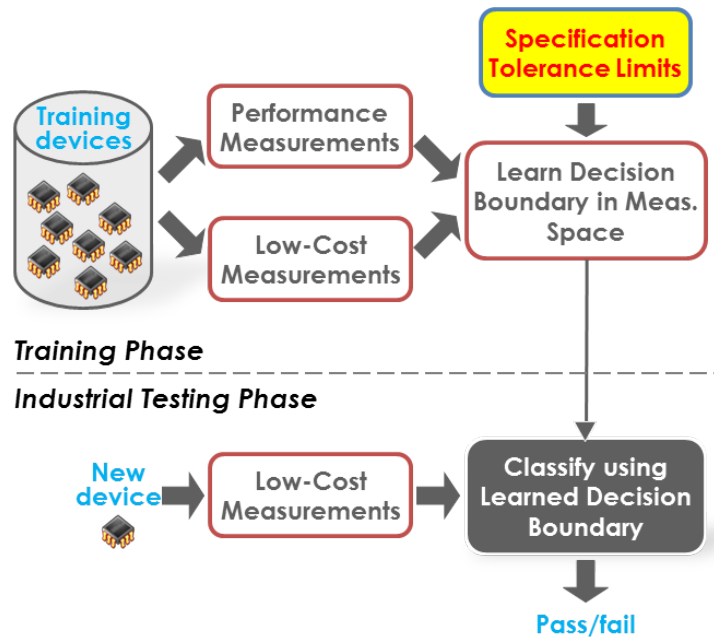 Specification
Tolerance Limits
Training
devices
Performance
Measurements
Low-Cost
Measurements
Learn Decision
Boundary in Meas.
Space
Training Phase
Industrial Testing Phase
New
device
Low-Cost
Measurements
Classify using
Learned Decision
Boundary
Pass/fail